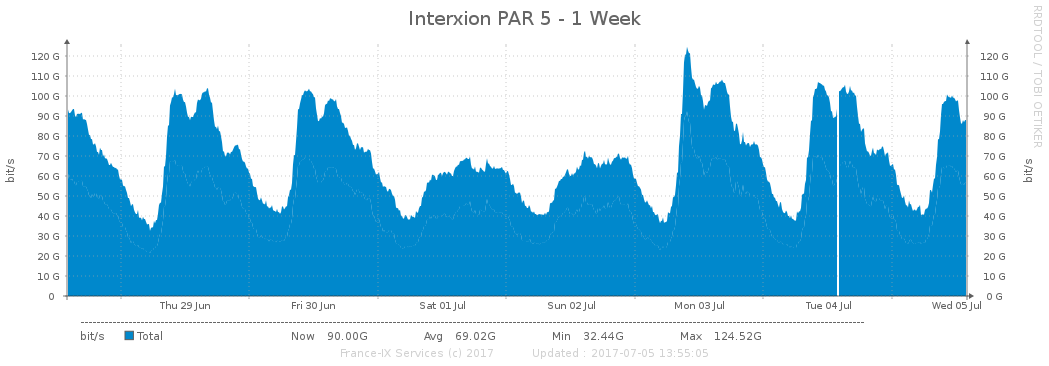 Interxion PAR 5 - 1 Week
RRDTOOL / TOBI OETIKER
bit/s
120 G
110 G
100 G
90 G
80 G
70 G
60 G
50 G
40 G
30 G
20 G
10 G
0
120 G
110 G
100 G
90 G
80 G
70 G
60 G
50 G
40 G
30 G
20 G
10 G
0 G
bit/s
Thu 29 Jun Fri 30 Jun Sat 01 Jul Sun 02 Jul Mon 03 Jul Tue 04 Jul Wed 05 Jul
bit/s Total Now 90.00G Avg 69.02G Min 32.44G Max 124.52G
France-IX Services (c) 2017 Updated : 2017-07-05 13:55:05